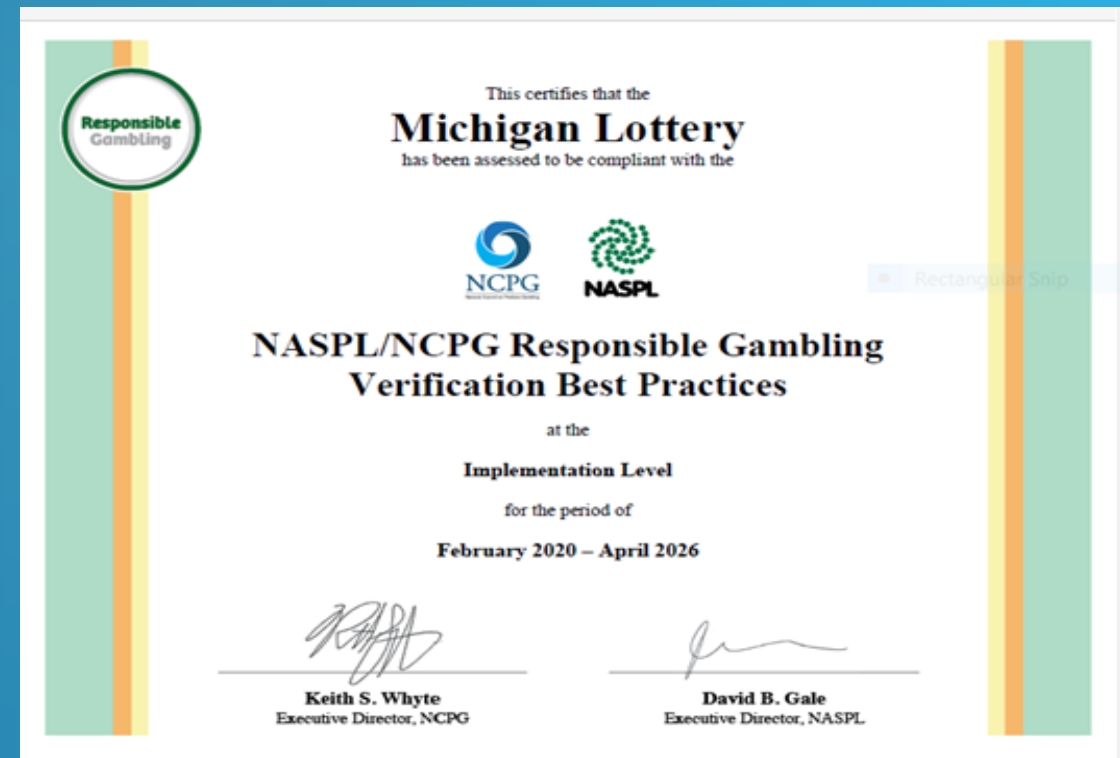 Responsible
Gambling
This certifies that the
Michigan Lottery
has been assessed to be compliant with the
NCPG
NASPL
Rectangular Snip
NASPL/NCPG Responsible Gambling
Verification Best Practices
at the
Implementation Level
for the period of
February 2020 – April 2026
Keith S. Whyte
Executive Director, NCPG
David B. Gale
Executive Director, NASPL